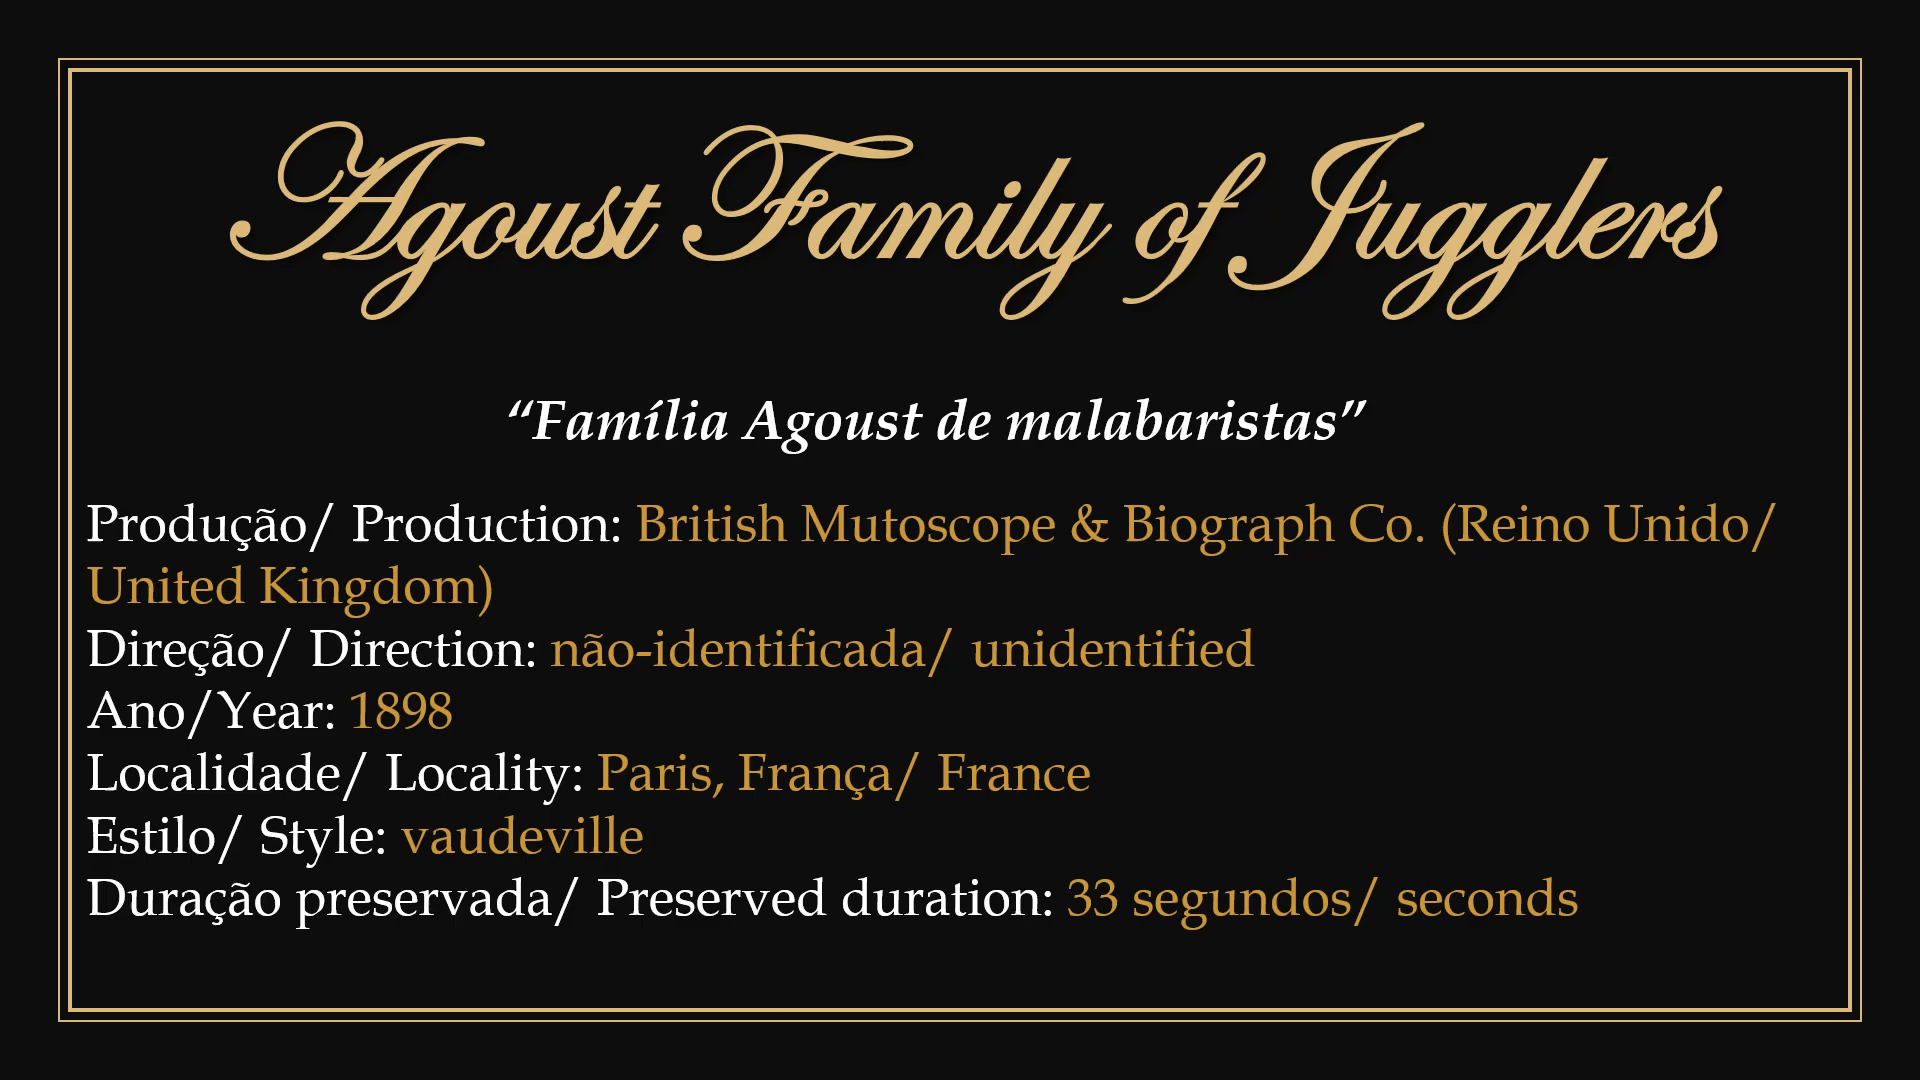 Agoust Family of Jugglers
“Família Agoust de malabaristas”
Produção/ Production: British Mutoscope & Biograph Co. (Reino Unido/
United Kingdom)
Direção/ Direction: não-identificada/ unidentified
Ano/Year: 1898
Localidade/ Locality: Paris, França/ France
Estilo/ Style: vaudeville
Duração preservada/ Preserved duration: 33 segundos/ seconds